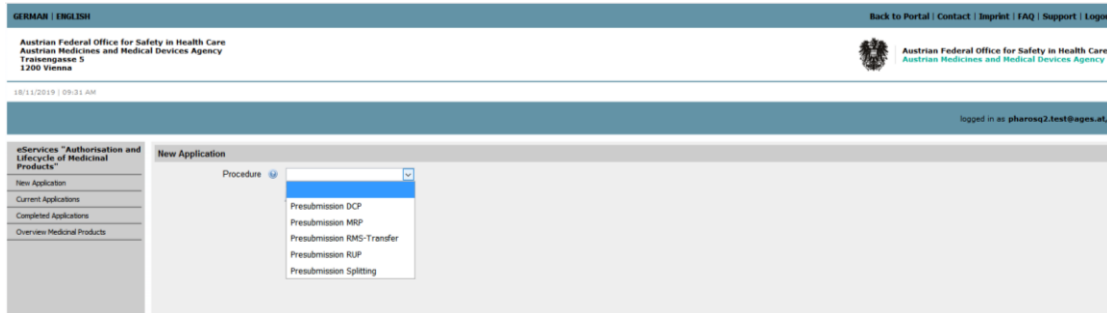 GERMAN | ENGLISH
Back to Portal | Contact | Imprint | FAQ | Support |
Austrian Federal Office for Safety in Health Care
Austrian Medicines and Medical Devices Agency
Traisengasse 5
1200 Vienna
Austrian Federal Office for Safety in Health Care
Austrian Medicines and Medical Devices Agency
18/11/2019 | 09:31 AM
logged in as pharosq2.test@ages.at,
eServices "Authorisation and
Lifecycle of Medicinal
Products"
New Application
Current Applications
Completed Applications
Overview Medicinal Products
New Application
Procedure
Presubmission DCP
Presubmission MRP
Presubmission RMS-Transfer
Presubmission RUP
Presubmission Splitting